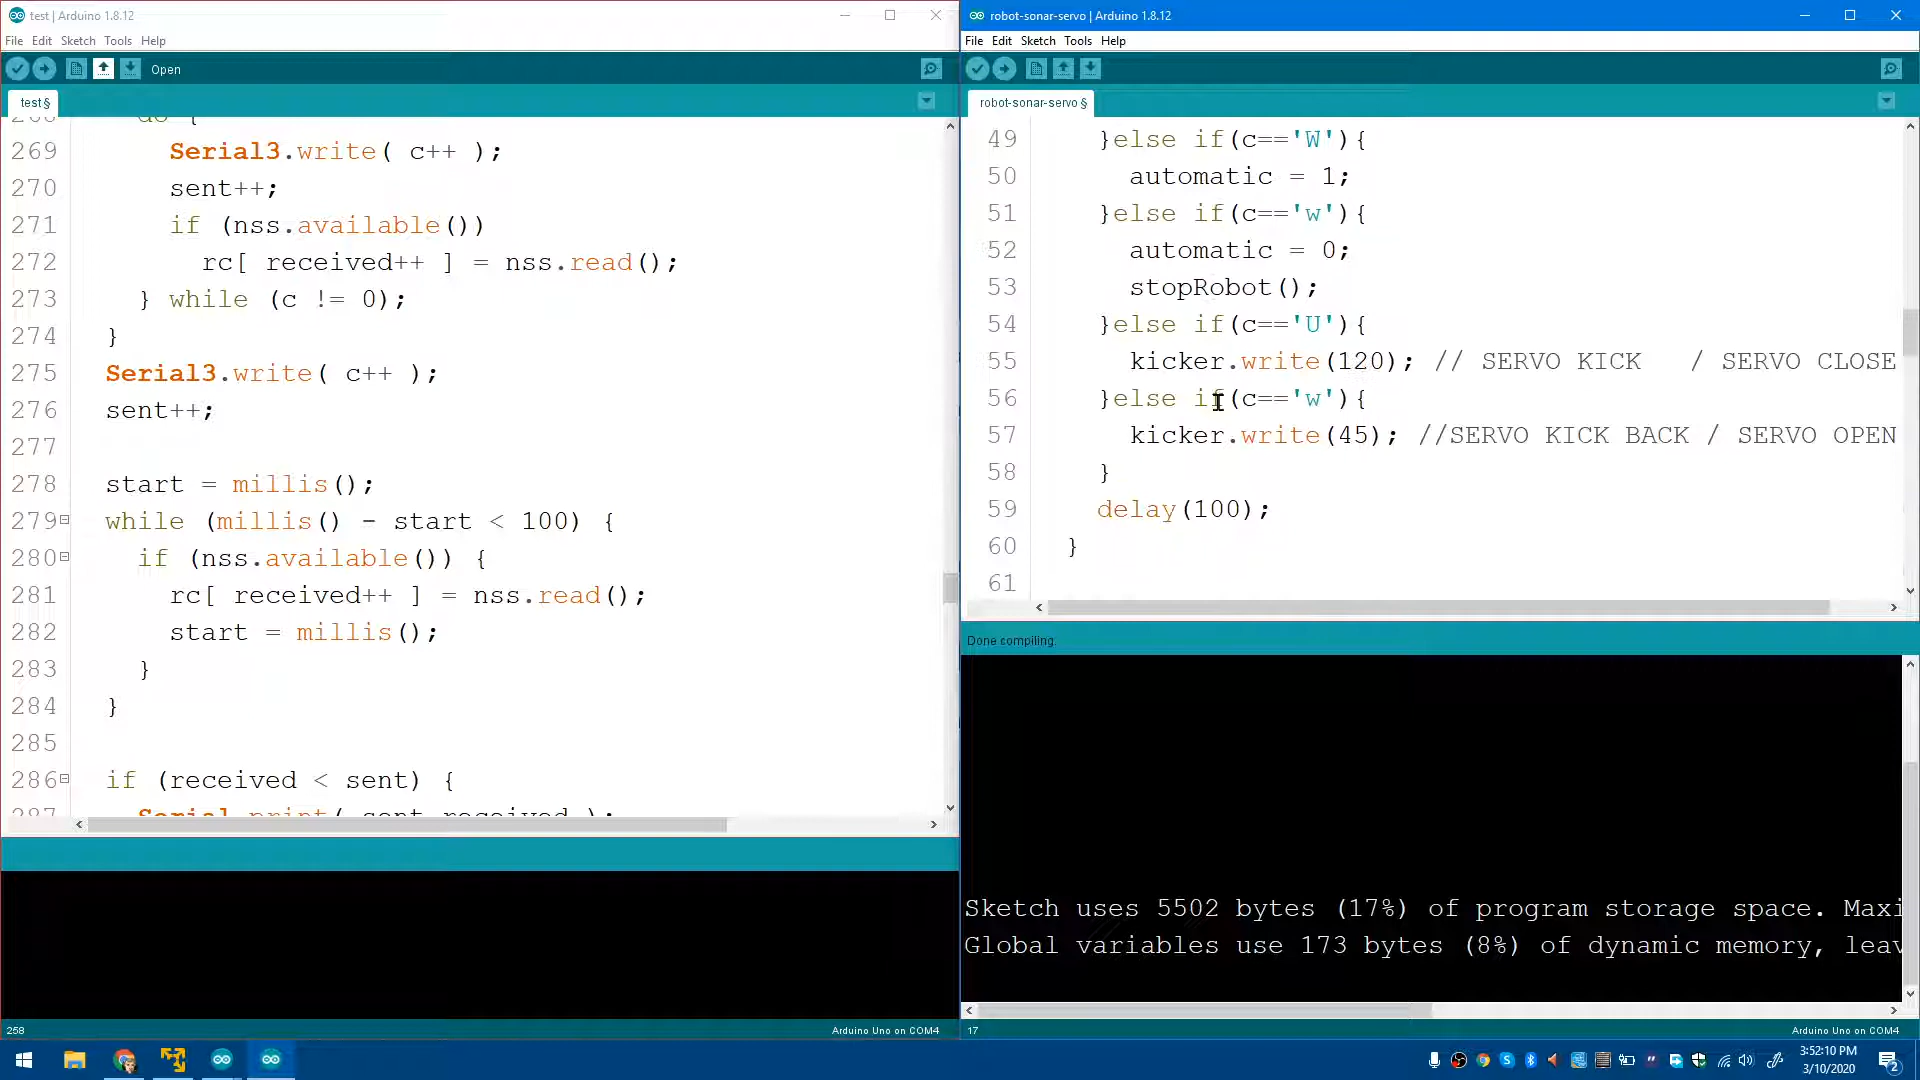 test | Arduino 1.8.12
File Edit Sketch Tools Help
Open
test §
268 do {
269 Serial3.write( c++ );
270 sent++;
271 if (nss.available())
272 rc[ received++ ] = nss.read();
273 } while (c != 0);
274 }
275 Serial3.write( c++ );
276 sent++;
277
278 start = millis();
279 while (millis() - start < 100) {
280 if (nss.available()) {
281 rc[ received++ ] = nss.read();
282 start = millis();
283 }
284 }
285
286 if (received < sent) {
287 Serial.print( sent-received );
258
Arduino Uno on COM4
robot-sonar-servo | Arduino 1.8.12
File Edit Sketch Tools Help
robot-sonar-servo §
49 }else if(c=='W'){
50 automatic = 1;
51 }else if(c=='w'){
52 automatic = 0;
53 stopRobot();
54 }else if(c=='U'){
55 kicker.write(120); // SERVO KICK / SERVO CLOSE
56 }else if(c=='w'){
57 kicker.write(45); //SERVO KICK BACK / SERVO OPEN
58 }
59 delay(100);
60 }
61
Done compiling.
Sketch uses 5502 bytes (17%) of program storage space. Maxi
Global variables use 173 bytes (8%) of dynamic memory, leav
17
Arduino Uno on COM4
3:52:10 PM
3/10/2020
2